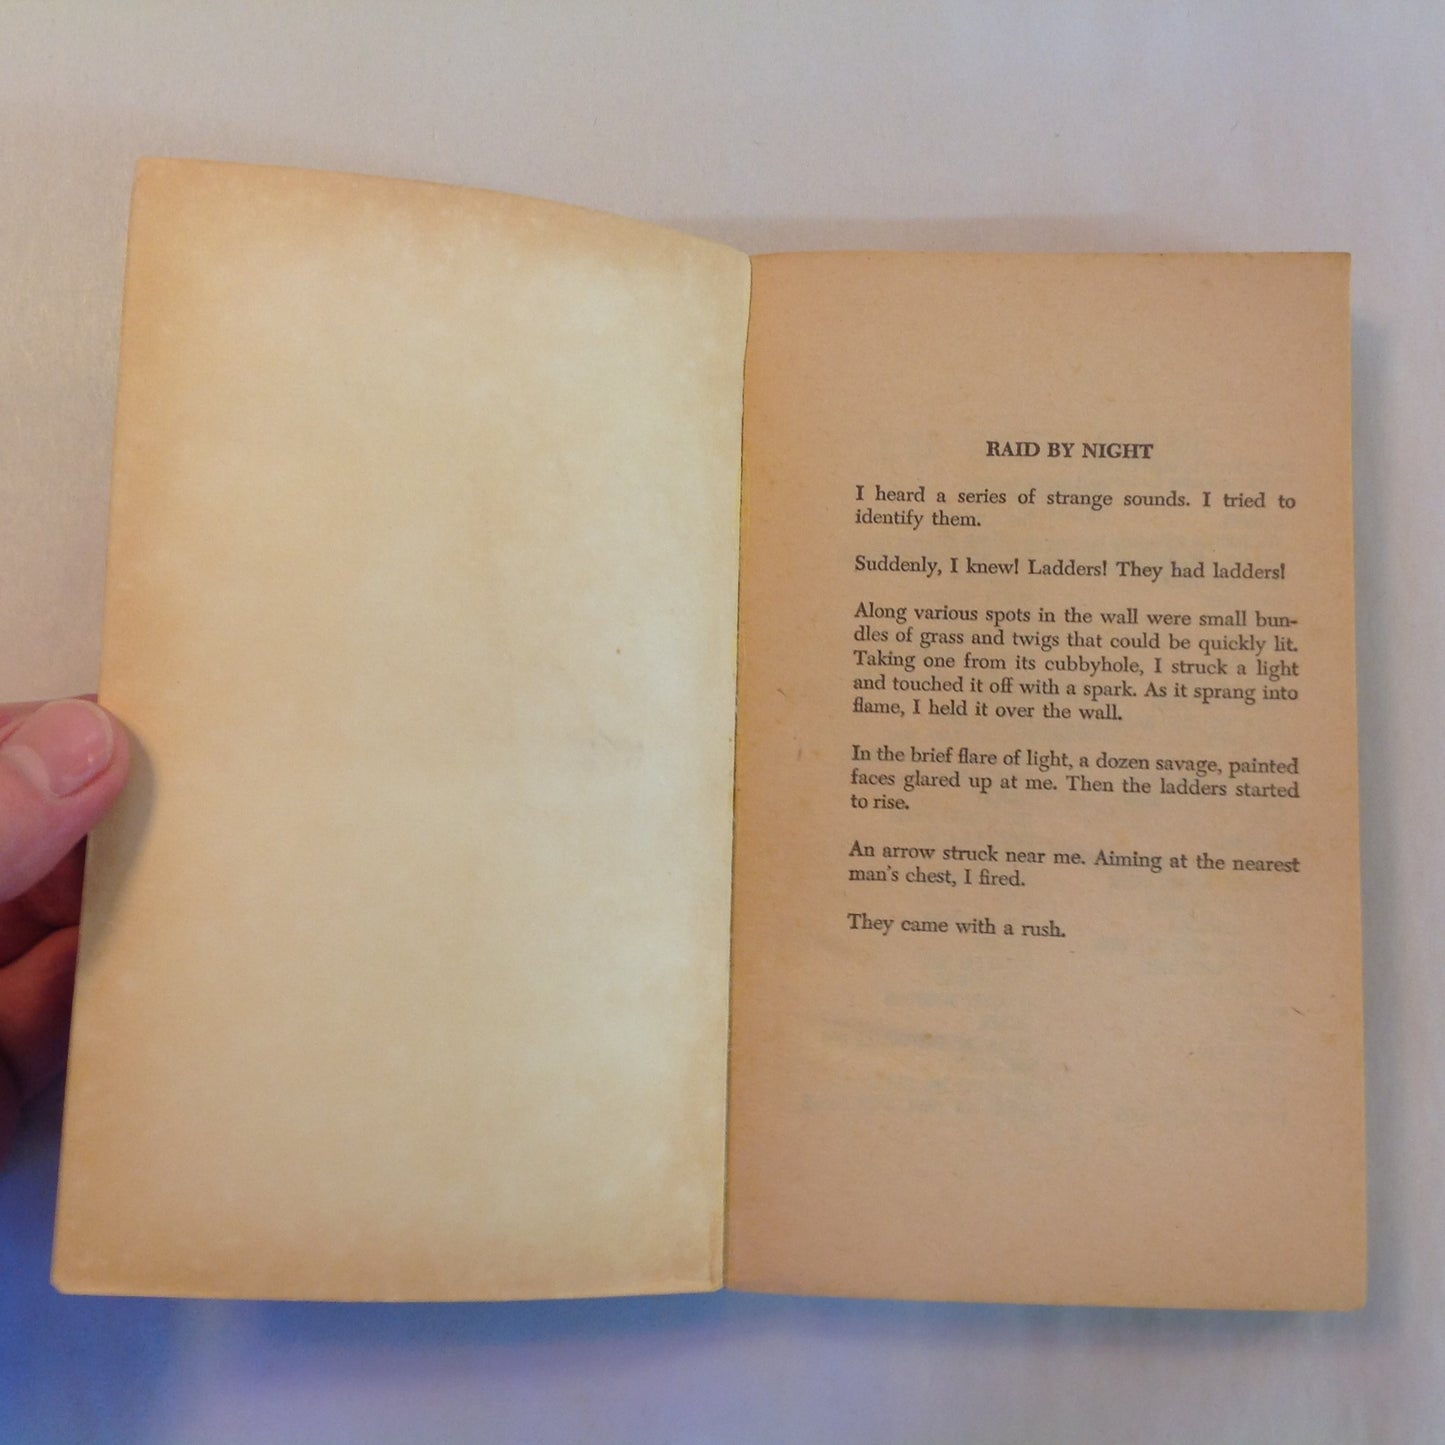 RAID BY NIGHT
I heard a series of strange sounds. I tried to
identify them.
Suddenly, I knew! Ladders! They had ladders!
Along various spots in the wall were small bun-
dles of grass and twigs that could be quickly lit.
Taking one from its cubbyhole, I struck a light
and touched it off with a spark. As it sprang into
flame, I held it over the wall.
In the brief flare of light, a dozen savage, painted
faces glared up at me. Then the ladders started
to rise.
An arrow struck near me. Aiming at the nearest
man's chest, I fired.
They came with a rush.